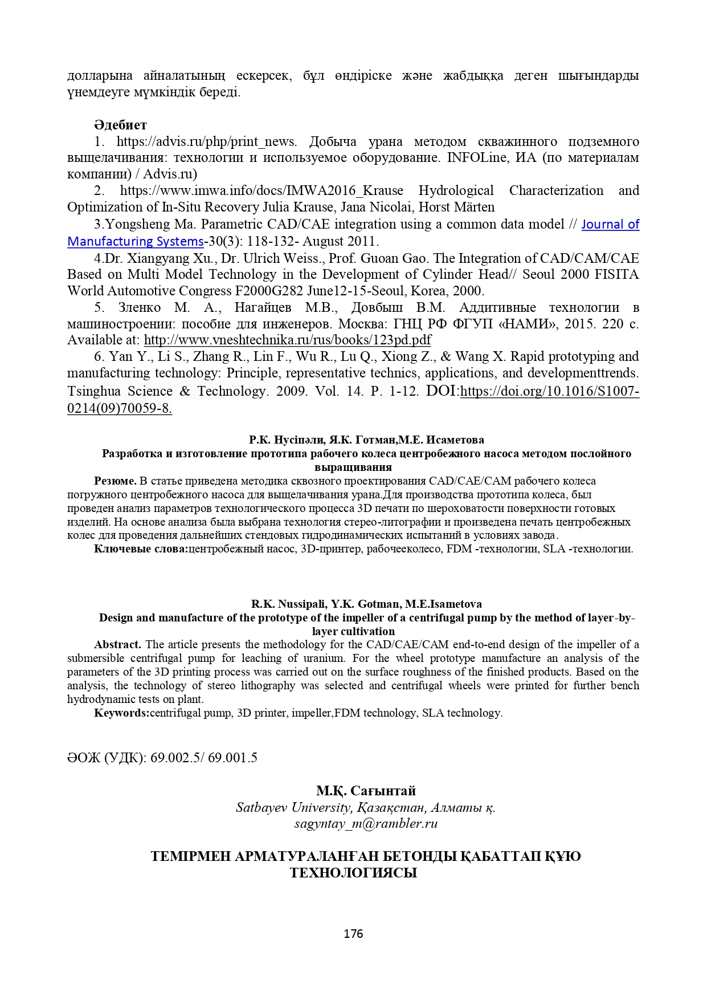 долларына айналатының ескерсек, бұл өндіріске және жабдыққа деген шығындарды
үнемдеуге мүмкіндік береді.
Әдебиет
1. https://advis.ru/php/print_news. Добыча урана методом скважинного подземного
выщелачивания: технологии и используемое оборудование. INFOLine, ИА (по материалам
компании) / Advis.ru)
2. https://www.imwa.info/docs/IMWA2016_Krause Hydrological Characterization and
Optimization of In-Situ Recovery Julia Krause, Jana Nicolai, Horst Märten
3.Yongsheng Ma. Parametric CAD/CAE integration using a common data model // Journal of
Manufacturing Systems-30(3): 118-132- August 2011.
4.Dr. Xiangyang Xu., Dr. Ulrich Weiss., Prof. Guoan Gao. The Integration of CAD/CAM/CAE
Based on Multi Model Technology in the Development of Cylinder Head// Seoul 2000 FISITA
World Automotive Congress F2000G282 June12-15-Seoul, Korea, 2000.
5. Зленко М. А., Нагайцев М.В., Довбыш В.М. Аддитивные технологии в
машиностроении: пособие для инженеров. Москва: ГНЦ РФ ФГУП «НАМИ», 2015. 220 с.
Available at: http://www.vneshtechnika.ru/rus/books/123pd.pdf
6. Yan Y., Li S., Zhang R., Lin F., Wu R., Lu Q., Xiong Z., & Wang X. Rapid prototyping and
manufacturing technology: Principle, representative technics, applications, and developmenttrends.
Tsinghua Science & Technology. 2009. Vol. 14. P. 1-12. DOI:https://doi.org/10.1016/S1007-
0214(09)70059-8.
Р.К. Нусіпәли, Я.К. Готман,М.Е. Исаметова
Разработка и изготовление прототипа рабочего колеса центробежного насоса методом послойного
выращивания
Резюме. В статье приведена методика сквозного проектирования CAD/CAE/CAM рабочего колеса
погружного центробежного насоса для выщелачивания урана.Для производства прототипа колеса, был
проведен анализ параметров технологического процесса 3D печати по шероховатости поверхности готовых
изделий. На основе анализа была выбрана технология стерео-литографии и произведена печать центробежных
колес для проведения дальнейших стендовых гидродинамических испытаний в условиях завода.
Ключевые слова:центробежный насос, 3D-принтер, рабочееколесо, FDM -технологии, SLA -технологии.
R.K. Nussipali, Y.K. Gotman, M.E.Isametova
Design and manufacture of the prototype of the impeller of a centrifugal pump by the method of layer-by-
layer cultivation
Abstract. The article presents the methodology for the CAD/CAE/CAM end-to-end design of the impeller of a
submersible centrifugal pump for leaching of uranium. For the wheel prototype manufacture an analysis of the
parameters of the 3D printing process was carried out on the surface roughness of the finished products. Based on the
analysis, the technology of stereo lithography was selected and centrifugal wheels were printed for further bench
hydrodynamic tests on plant.
Keywords:centrifugal pump, 3D printer, impeller,FDM technology, SLA technology.
ӘОЖ (УДК): 69.002.5/ 69.001.5
М.Қ. Сағынтай
Satbayev University, Қазақстан, Алматы қ.
sagyntay_m@rambler.ru
ТЕМІРМЕН АРМАТУРАЛАНҒАН БЕТОНДЫ ҚАБАТТАП ҚҰЮ
ТЕХНОЛОГИЯСЫ
176